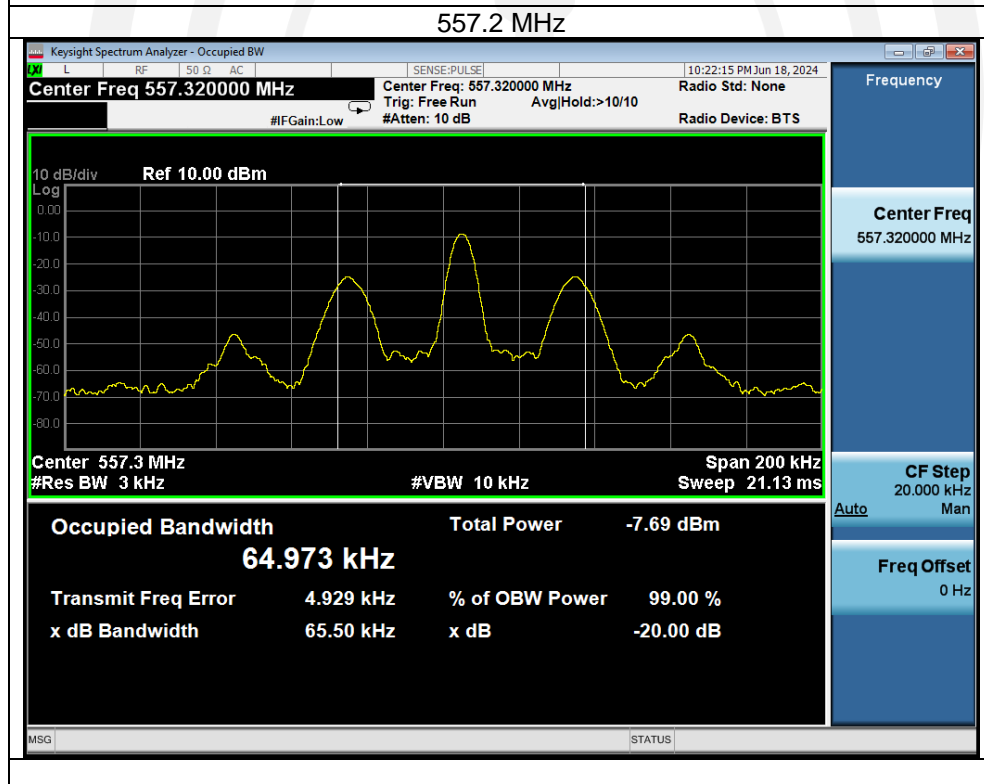 557.2 MHz
Keysight Spectrum Analyzer - Occupied BW
LXI L RF 50 Ω AC SENSE:PULSE 10:22:15 PM Jun 18, 2024
Center Freq 557.320000 MHz Center Freq: 557.320000 MHz Radio Std: None
Trig: Free Run Avg|Hold:>10/10
#IFGain:Low #Atten: 10 dB Radio Device: BTS
10 dB/div Ref 10.00 dBm
Log
0.00
-10.0
-20.0
-30.0
-40.0
-50.0
-60.0
-70.0
-80.0
Center 557.3 MHz Span 200 kHz
#Res BW 3 kHz #VBW 10 kHz Sweep 21.13 ms
Occupied Bandwidth Total Power -7.69 dBm
64.973 kHz
Transmit Freq Error 4.929 kHz % of OBW Power 99.00 %
x dB Bandwidth 65.50 kHz x dB -20.00 dB
MSG STATUS
Frequency
Center Freq
557.320000 MHz
CF Step
20.000 kHz
Auto Man
Freq Offset
0 Hz